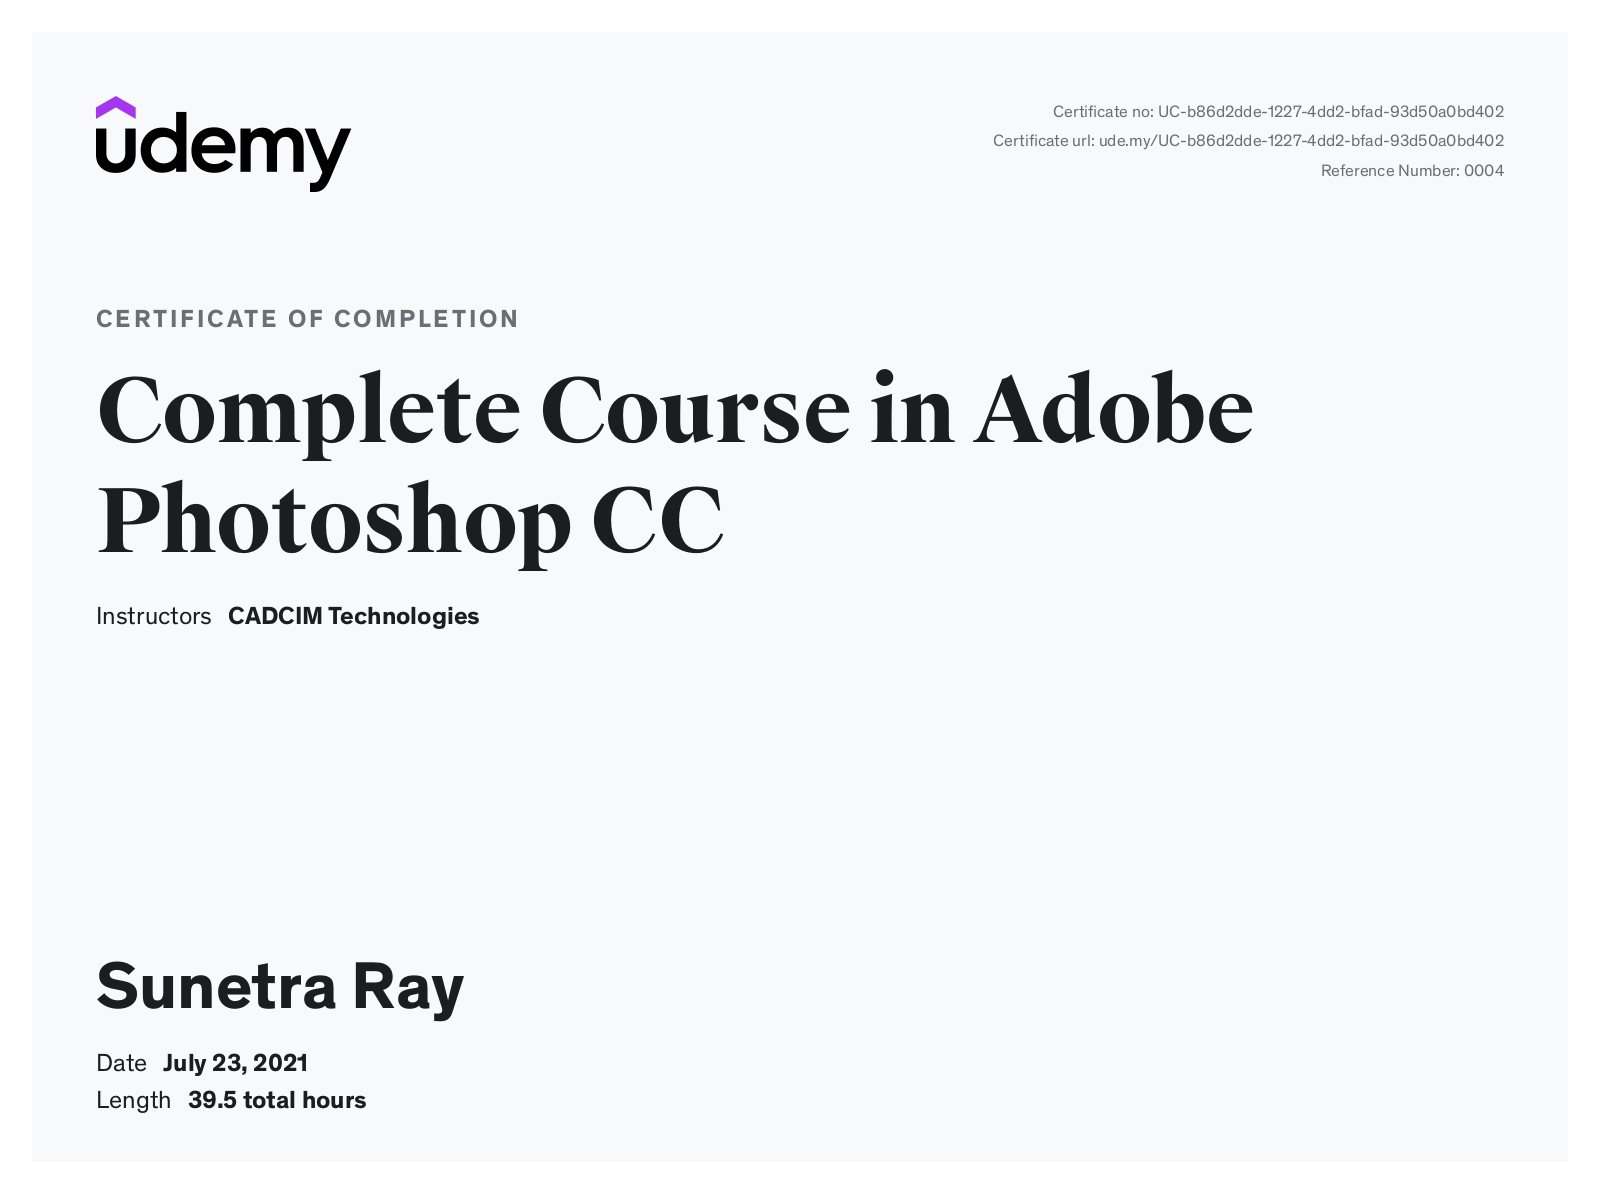 udemy
Certificate no: UC-b86d2dde-1227-4dd2-bfad-93d50a0bd402
Certificate url: ude.my/UC-b86d2dde-1227-4dd2-bfad-93d50a0bd402
Reference Number: 0004
CERTIFICATE OF COMPLETION
Complete Course in Adobe
Photoshop CC
Instructors CADCIM Technologies
Sunetra Ray
Date July 23, 2021
Length 39.5 total hours